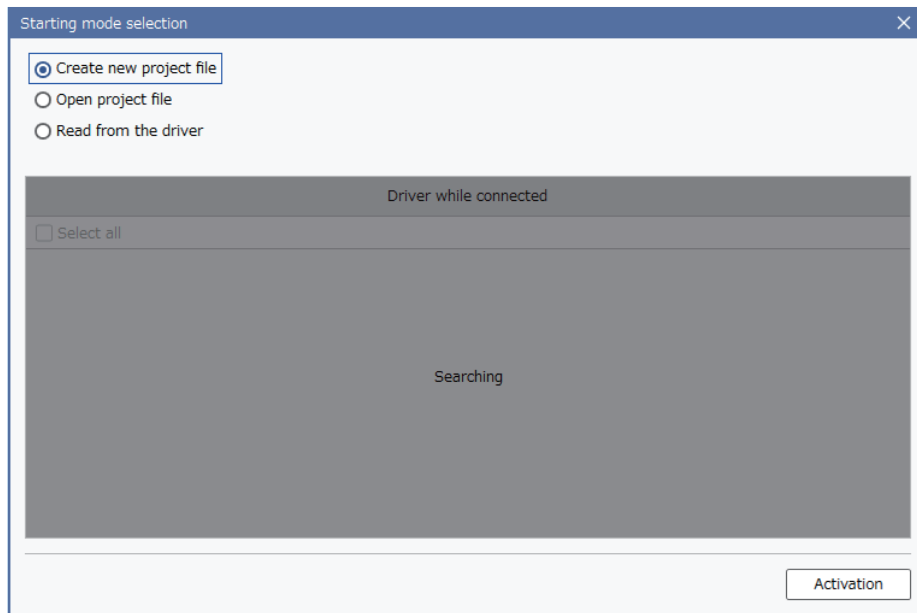 Starting mode selection
Create new project file
Open project file
Read from the driver
Driver while connected
Select all
Searching
Activation